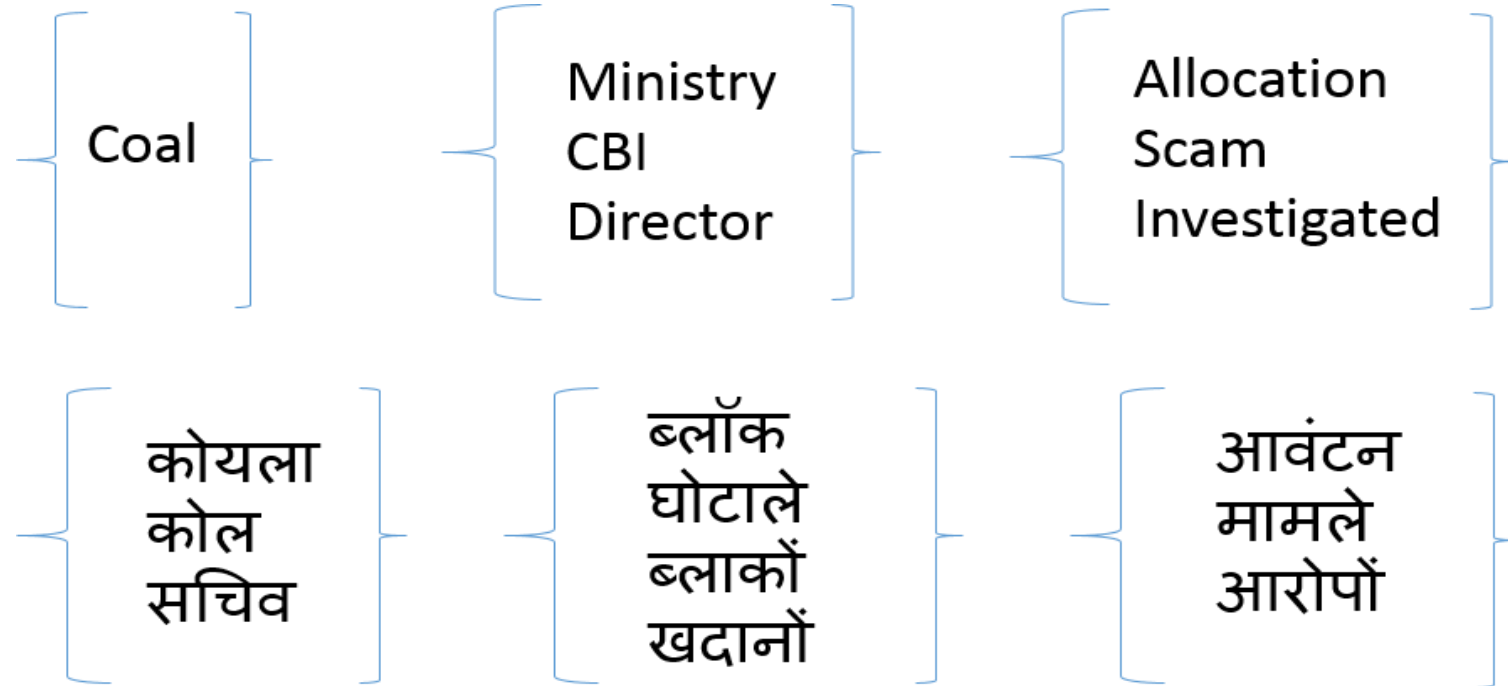 Coal
Ministry
CBI
Director
Allocation
Scam
Investigated
कोयला
कोल
सचिव
ब्लॉक
घोटाले
ब्लाकों
खदानों
आवंटन
मामले
आरोपों